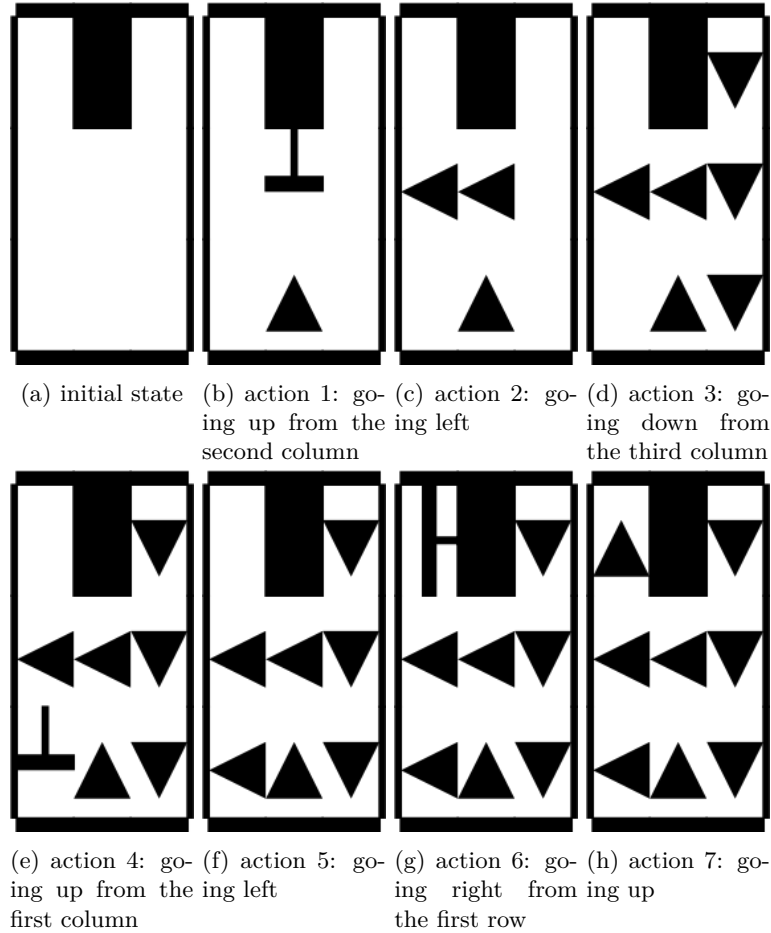 (a) initial state
(b) action 1: go-
ing up from the
second column
(c) action 2: go-
ing left
(d) action 3: go-
ing down from
the third column
(e) action 4: go-
ing up from the
first column
(f) action 5: go-
ing left
(g) action 6: go-
ing right from
the first row
(h) action 7: go-
ing up